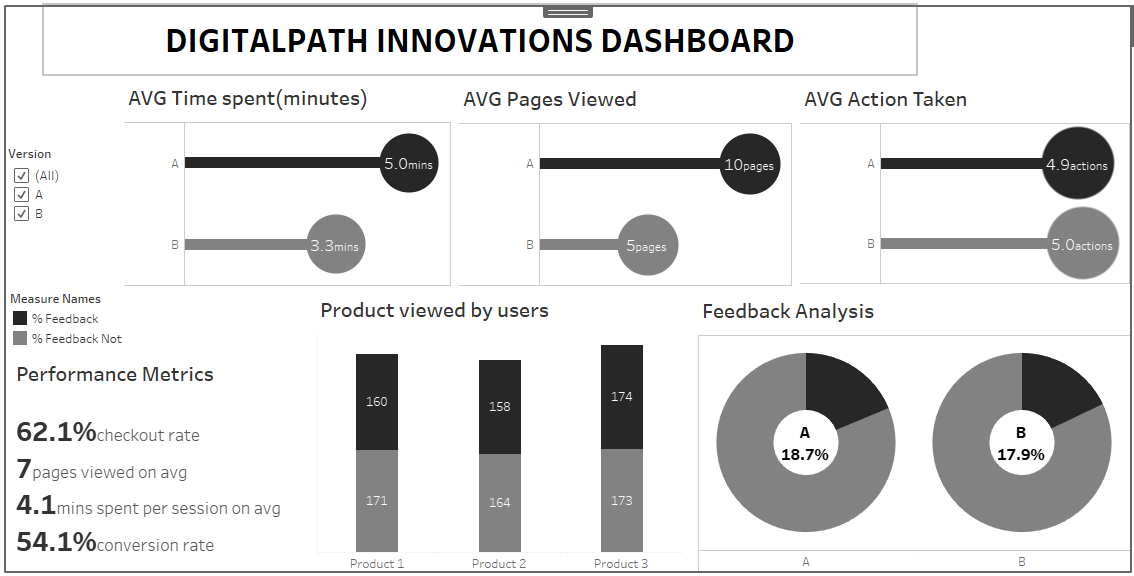 DIGITALPATH INNOVATIONS DASHBOARD
AVG Time spent(minutes)
AVG Pages Viewed
AVG Action Taken
Version
(All)
A
B
A
5.0mins
B
3.3mins
A
10pages
B
5pages
A
4.9actions
B
5.0actions
Measure Names
% Feedback
% Feedback Not
Performance Metrics
62.1%checkout rate
7pages viewed on avg
4.1mins spent per session on avg
54.1%conversion rate
Product viewed by users
160
158
174
171
164
173
Product 1
Product 2
Product 3
Feedback Analysis
A
18.7%
B
17.9%
A
B